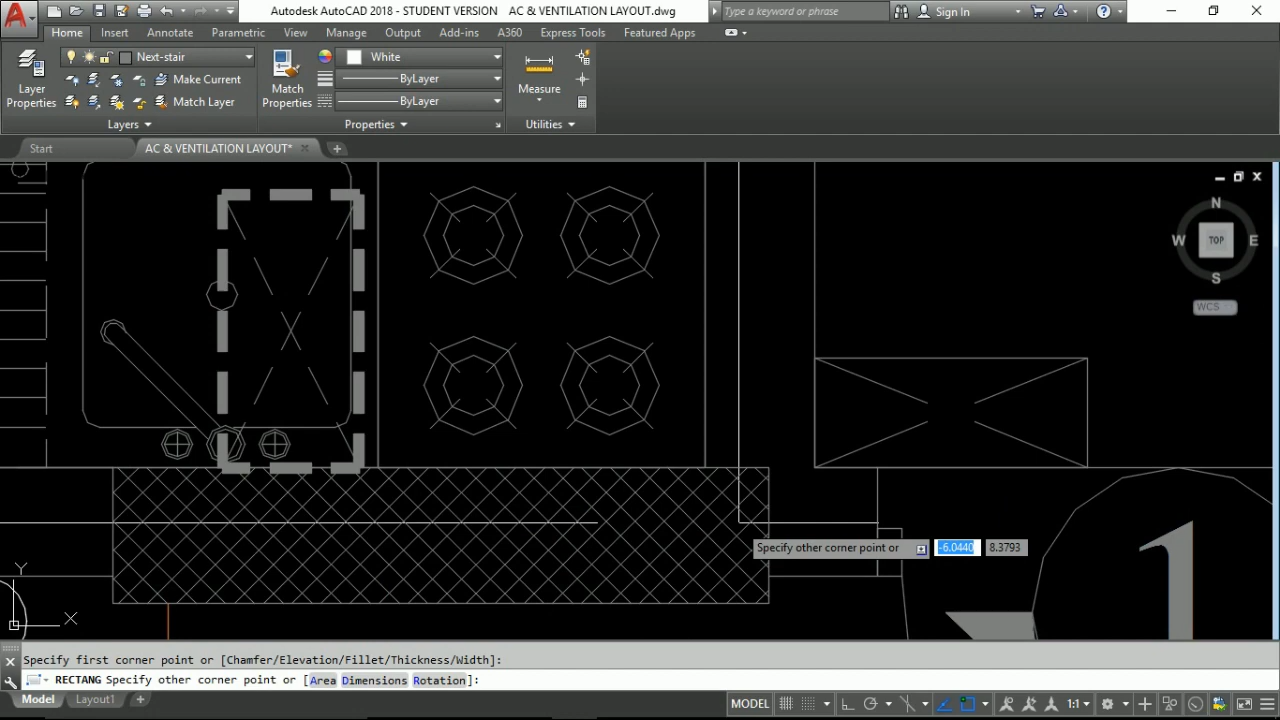 Autodesk AutoCAD 2018 - STUDENT VERSION AC & VENTILATION LAYOUT.dwg
Type a keyword or phrase
Sign In
Home Insert Annotate Parametric View Manage Output Add-ins A360 Express Tools Featured Apps
Layer Properties
Next-stair
Make Current
Match Layer
Layers
Match Properties
White
ByLayer
ByLayer
Properties
Measure
Utilities
Start AC & VENTILATION LAYOUT*
N
W TOP E
S
WCS
Specify other corner point or -6.0440 8.3793
1
Y
X
Specify first corner point or [Chamfer/Elevation/Fillet/Thickness/Width]:
RECTANG Specify other corner point or [Area Dimensions Rotation]:
Model Layout1
MODEL 1:1